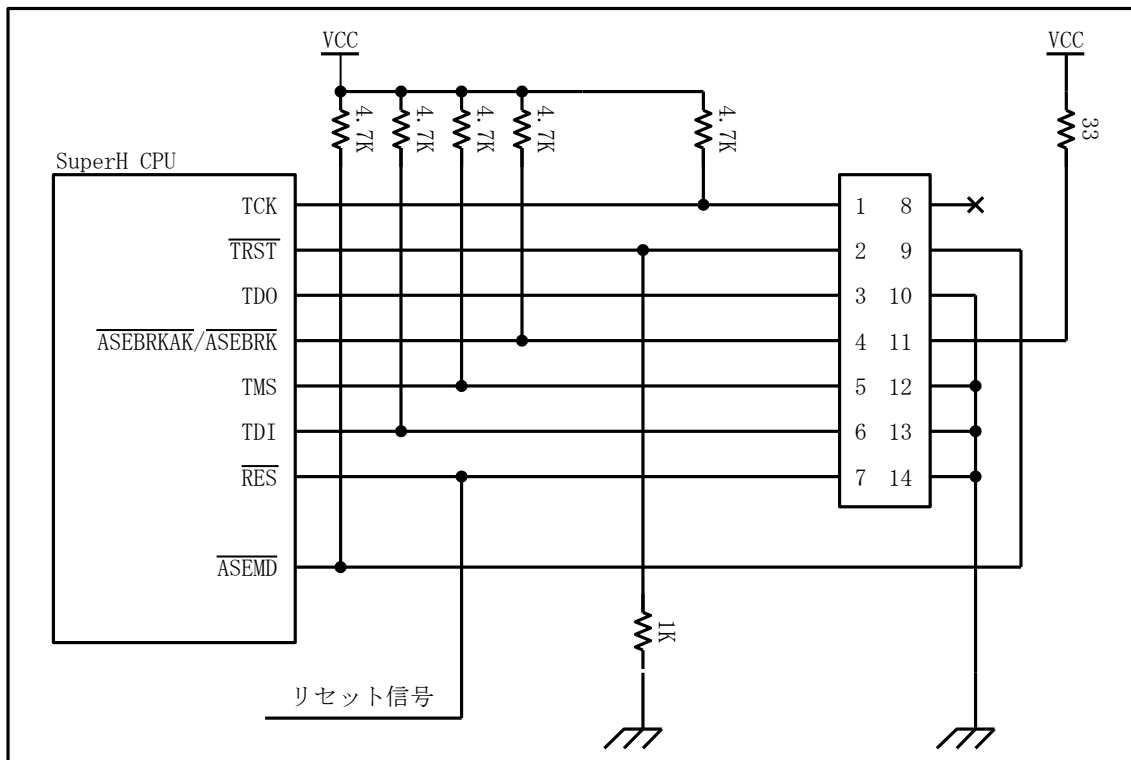 VCC
VCC
4.7K
4.7K
4.7K
4.7K
4.7K
33
SuperH CPU
TCK
1
8
TRST
2
9
TDO
3
10
ASEBRKAK/ASEBRK
4
11
TMS
5
12
TDI
6
13
RES
7
14
ASEMD
1K
リセット信号